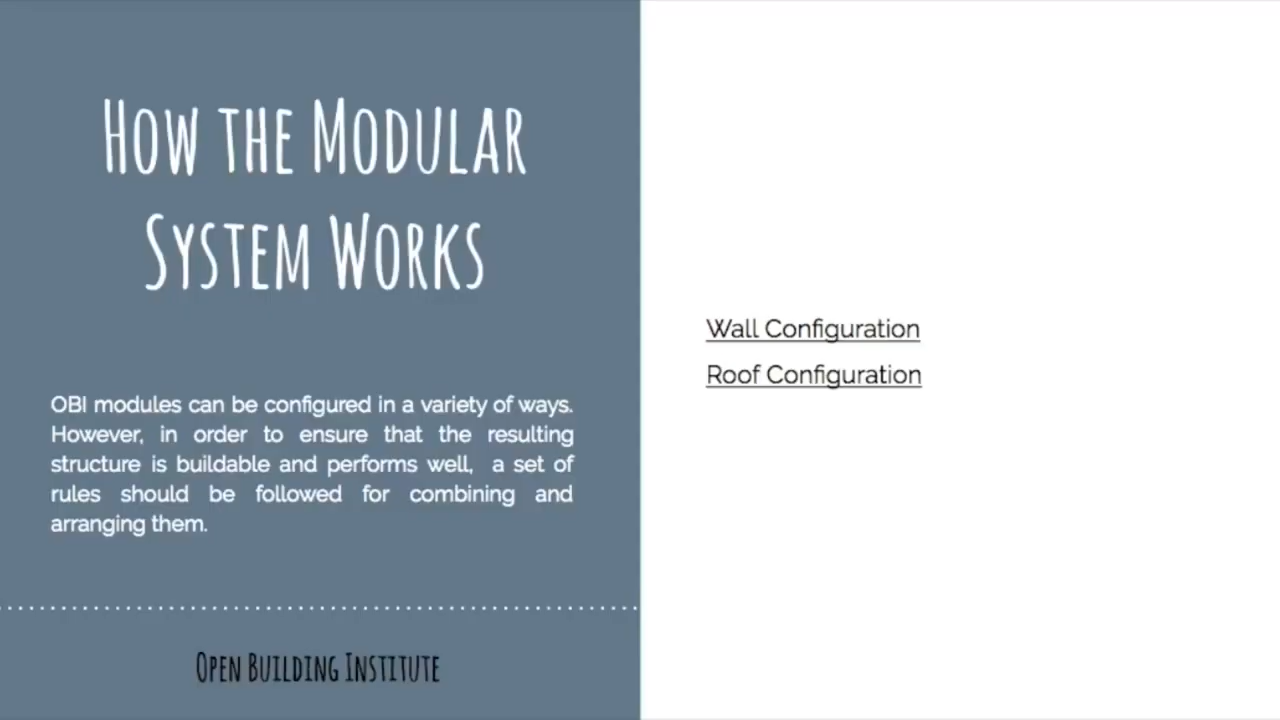 How the Modular
System Works
OBI modules can be configured in a variety of ways.
However, in order to ensure that the resulting
structure is buildable and performs well, a set of
rules should be followed for combining and
arranging them.
Open Building Institute
Wall Configuration
Roof Configuration